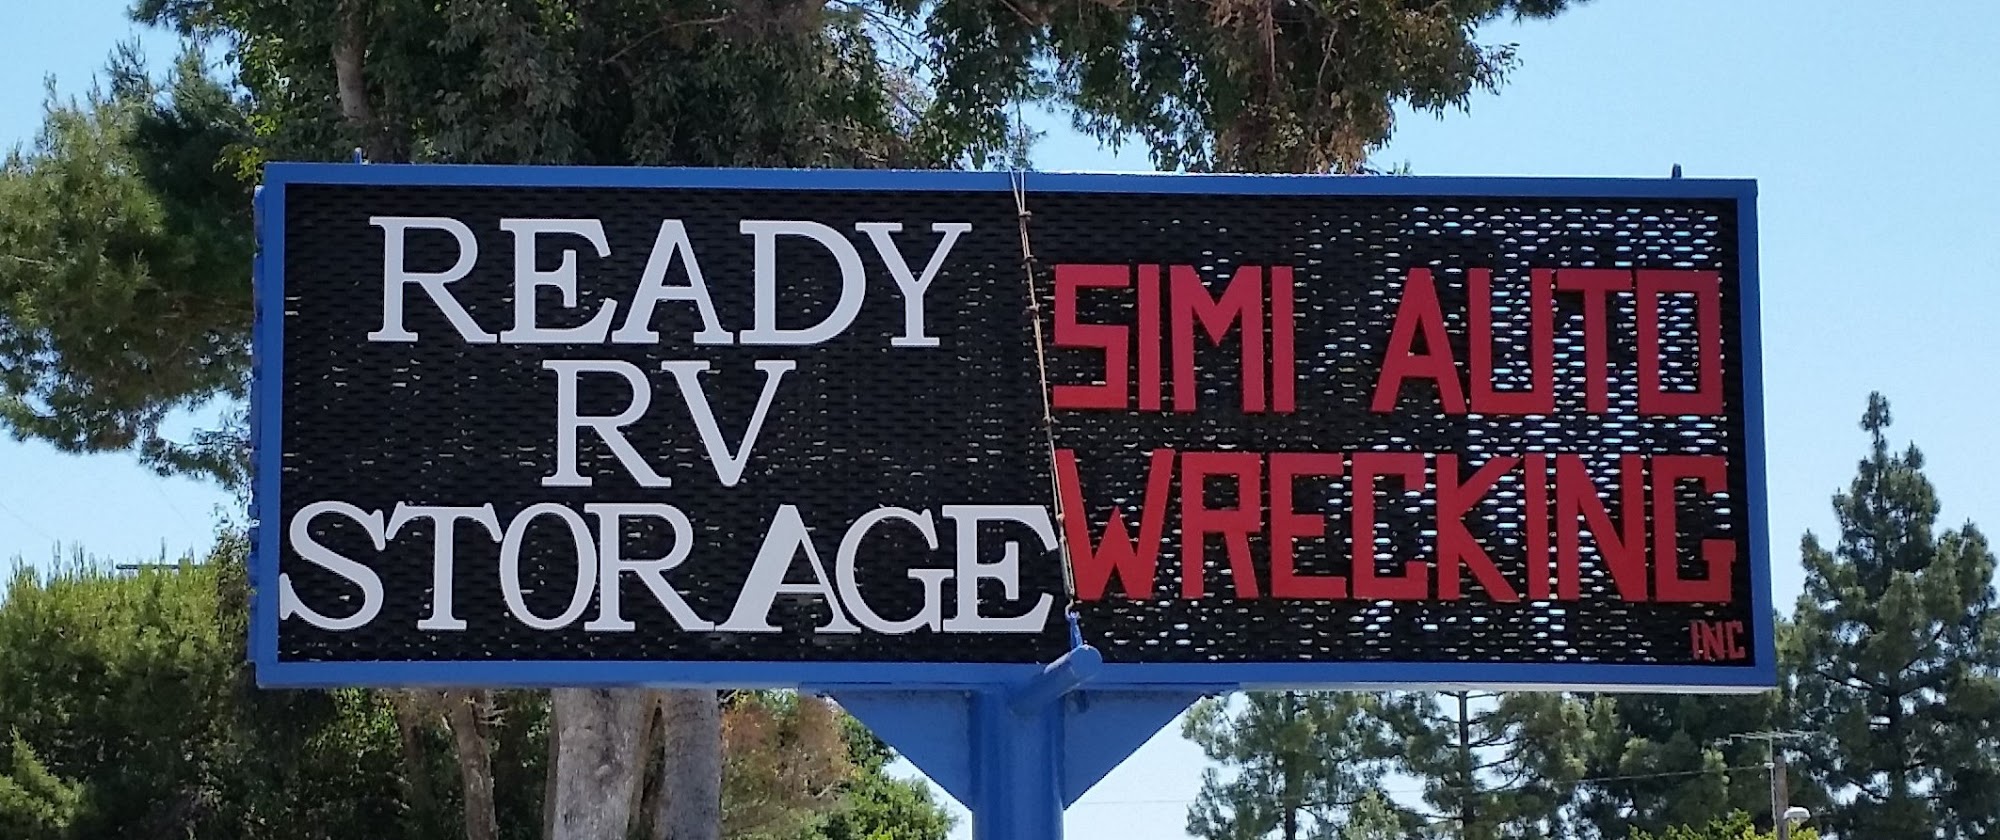 READY
RV
STORAGE
SIMI AUTO
WRECKING
INC